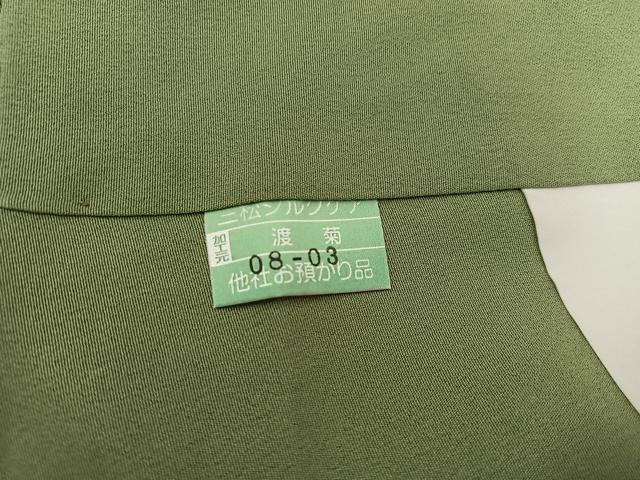 三松シルクケア
加工元
渡 菊
08-03
他社お預かり品